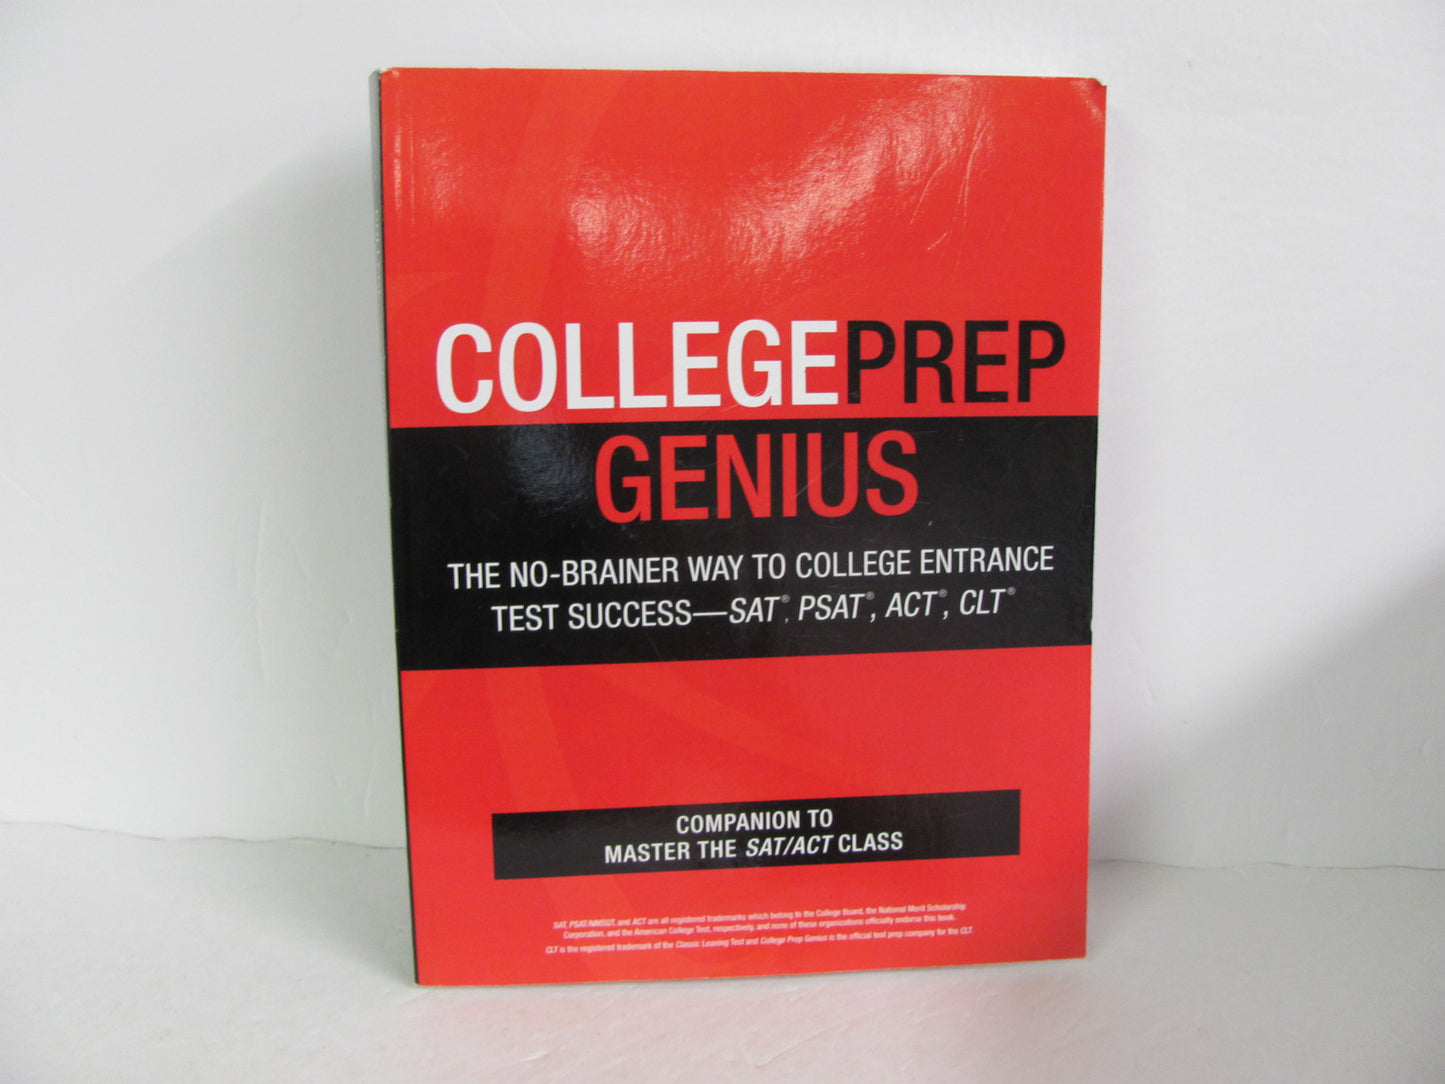 COLLEGEPREP
GENIUS
THE NO-BRAINER WAY TO COLLEGE ENTRANCE
TEST SUCCESS—SAT®, PSAT®, ACT®, CLT®
COMPANION TO
MASTER THE SAT/ACT CLASS
SAT, PSAT/NMSQT, and ACT are all registered trademarks which belong to the College Board, the National Merit Scholarship
Corporation, and the American College Test, respectively, and none of these organizations officially endorse this book.
CLT is the registered trademark of the Classic Leaning Test and College Prep Genius is the official test prep company for the CLT.